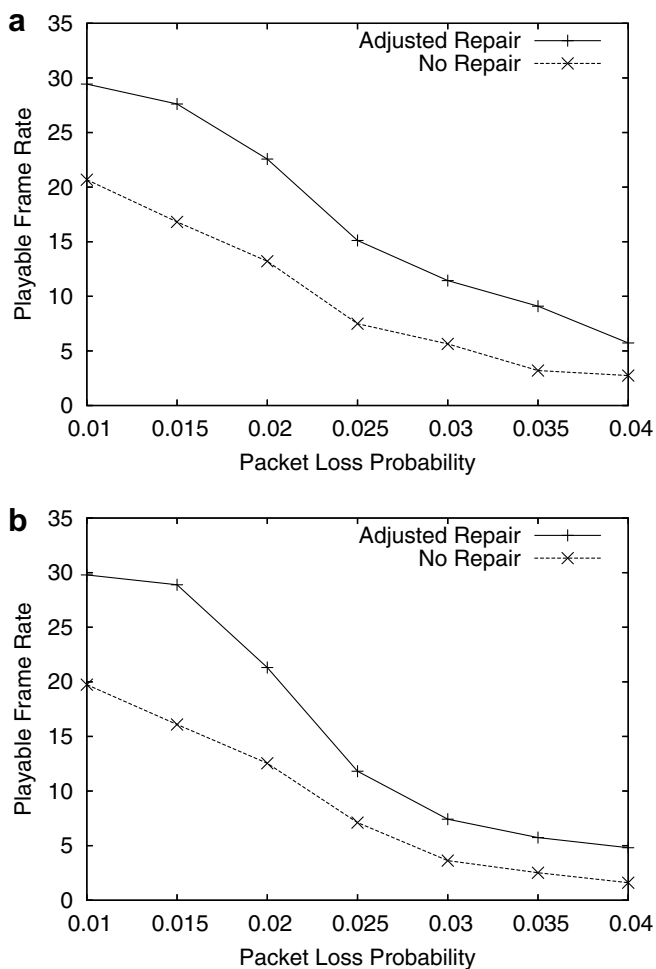 a
35
30
25
20
15
10
5
0
Playable Frame Rate
Adjusted Repair
No Repair
0.01 0.015 0.02 0.025 0.03 0.035 0.04
Packet Loss Probability
b
35
30
25
20
15
10
5
0
Playable Frame Rate
Adjusted Repair
No Repair
0.01 0.015 0.02 0.025 0.03 0.035 0.04
Packet Loss Probability